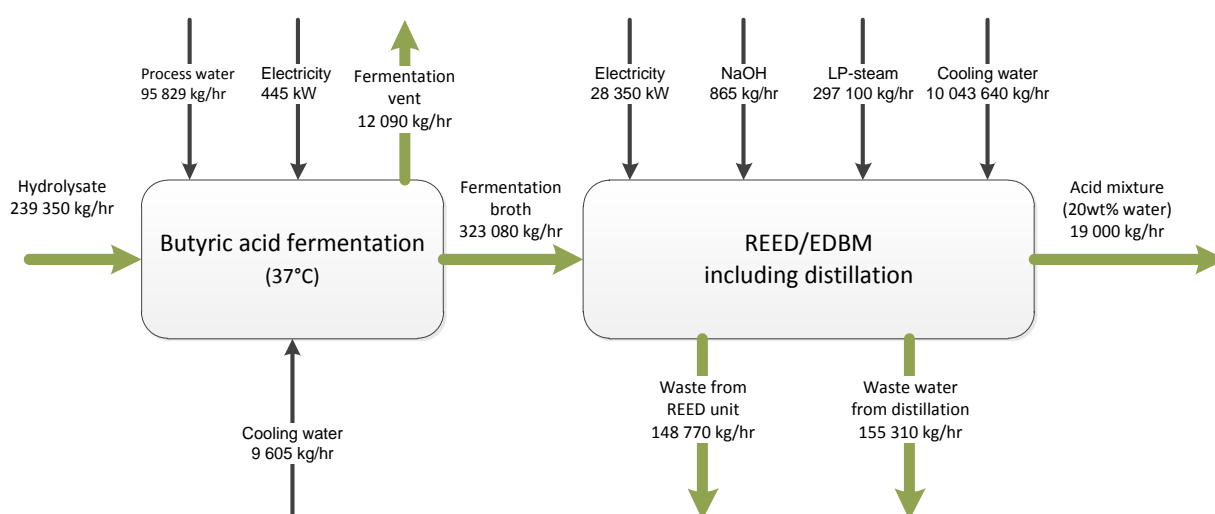 Process water
95 829 kg/hr
Electricity
445 kW
Fermentation
vent
12 090 kg/hr
Electricity
28 350 kW
NaOH
865 kg/hr
LP-steam
297 100 kg/hr
Cooling water
10 043 640 kg/hr
Hydrolysate
239 350 kg/hr
Butyric acid fermentation
(37°C)
Fermentation
broth
323 080 kg/hr
REED/EDBM
including distillation
Acid mixture
(20wt% water)
19 000 kg/hr
Cooling water
9 605 kg/hr
Waste from
REED unit
148 770 kg/hr
Waste water
from distillation
155 310 kg/hr